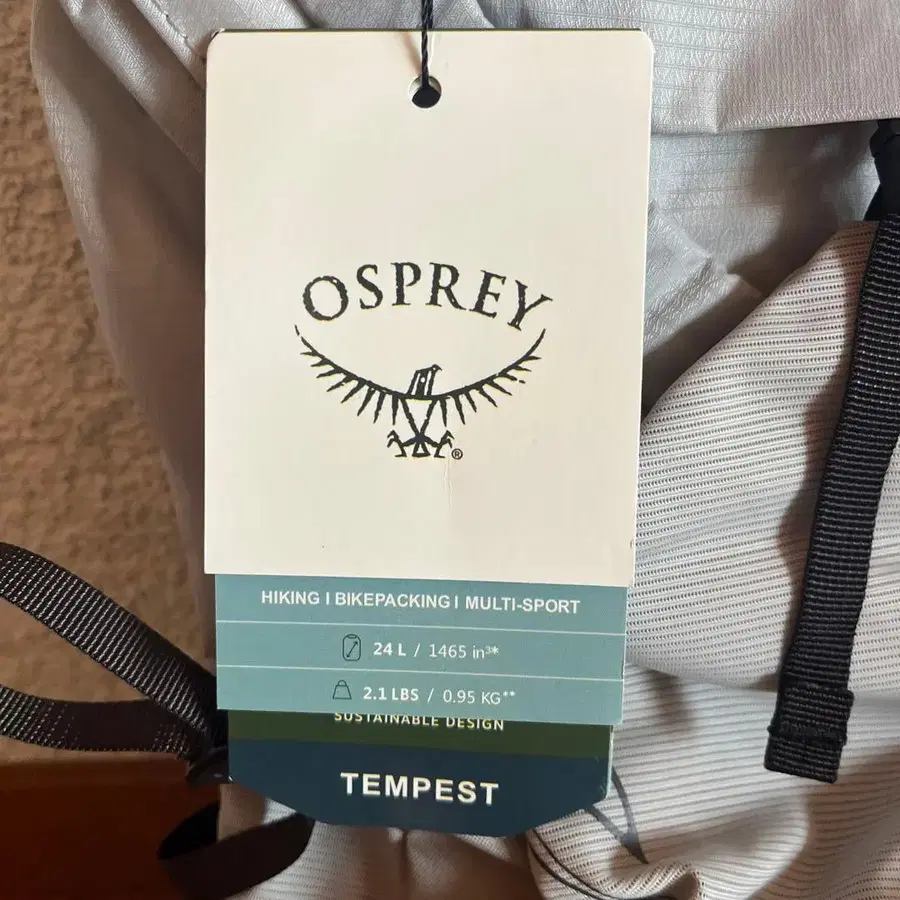 OSPREY
®
HIKING I BIKEPACKING I MULTI-SPORT
24 L / 1465 in³*
2.1 LBS / 0.95 KG**
SUSTAINABLE DESIGN
TEMPEST